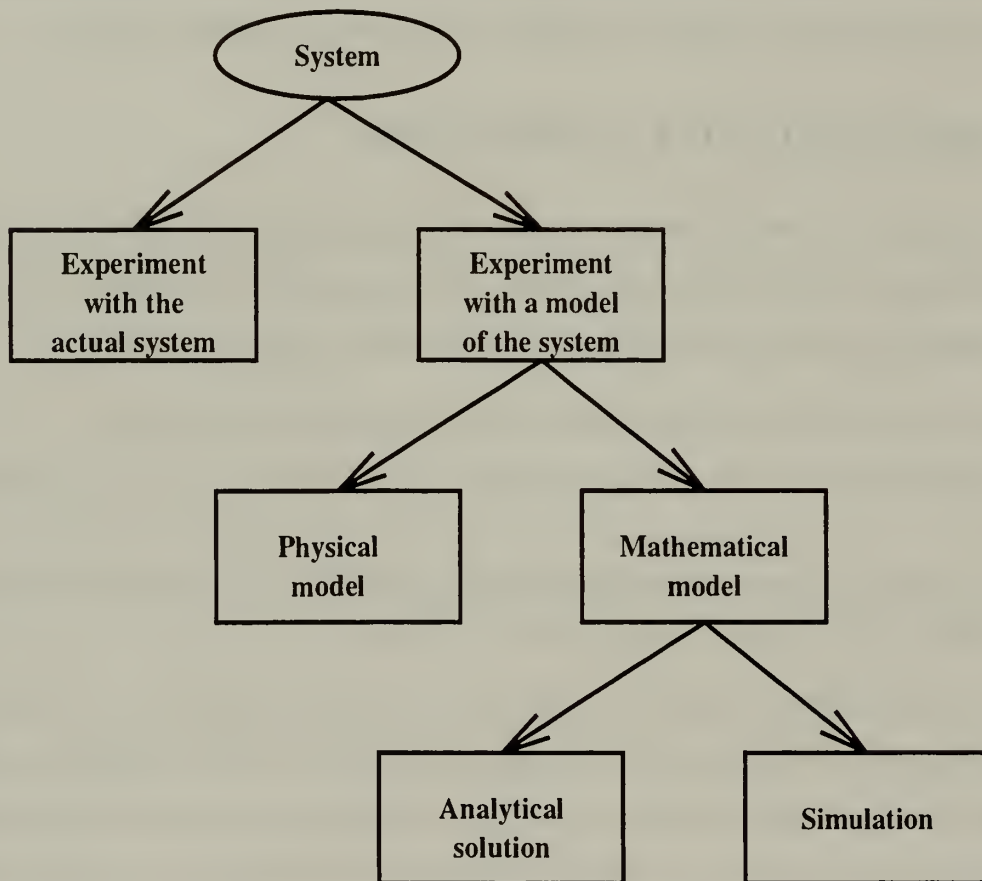 System
Experiment
with the
actual system
Experiment
with a model
of the system
Physical
model
Mathematical
model
Analytical
solution
Simulation